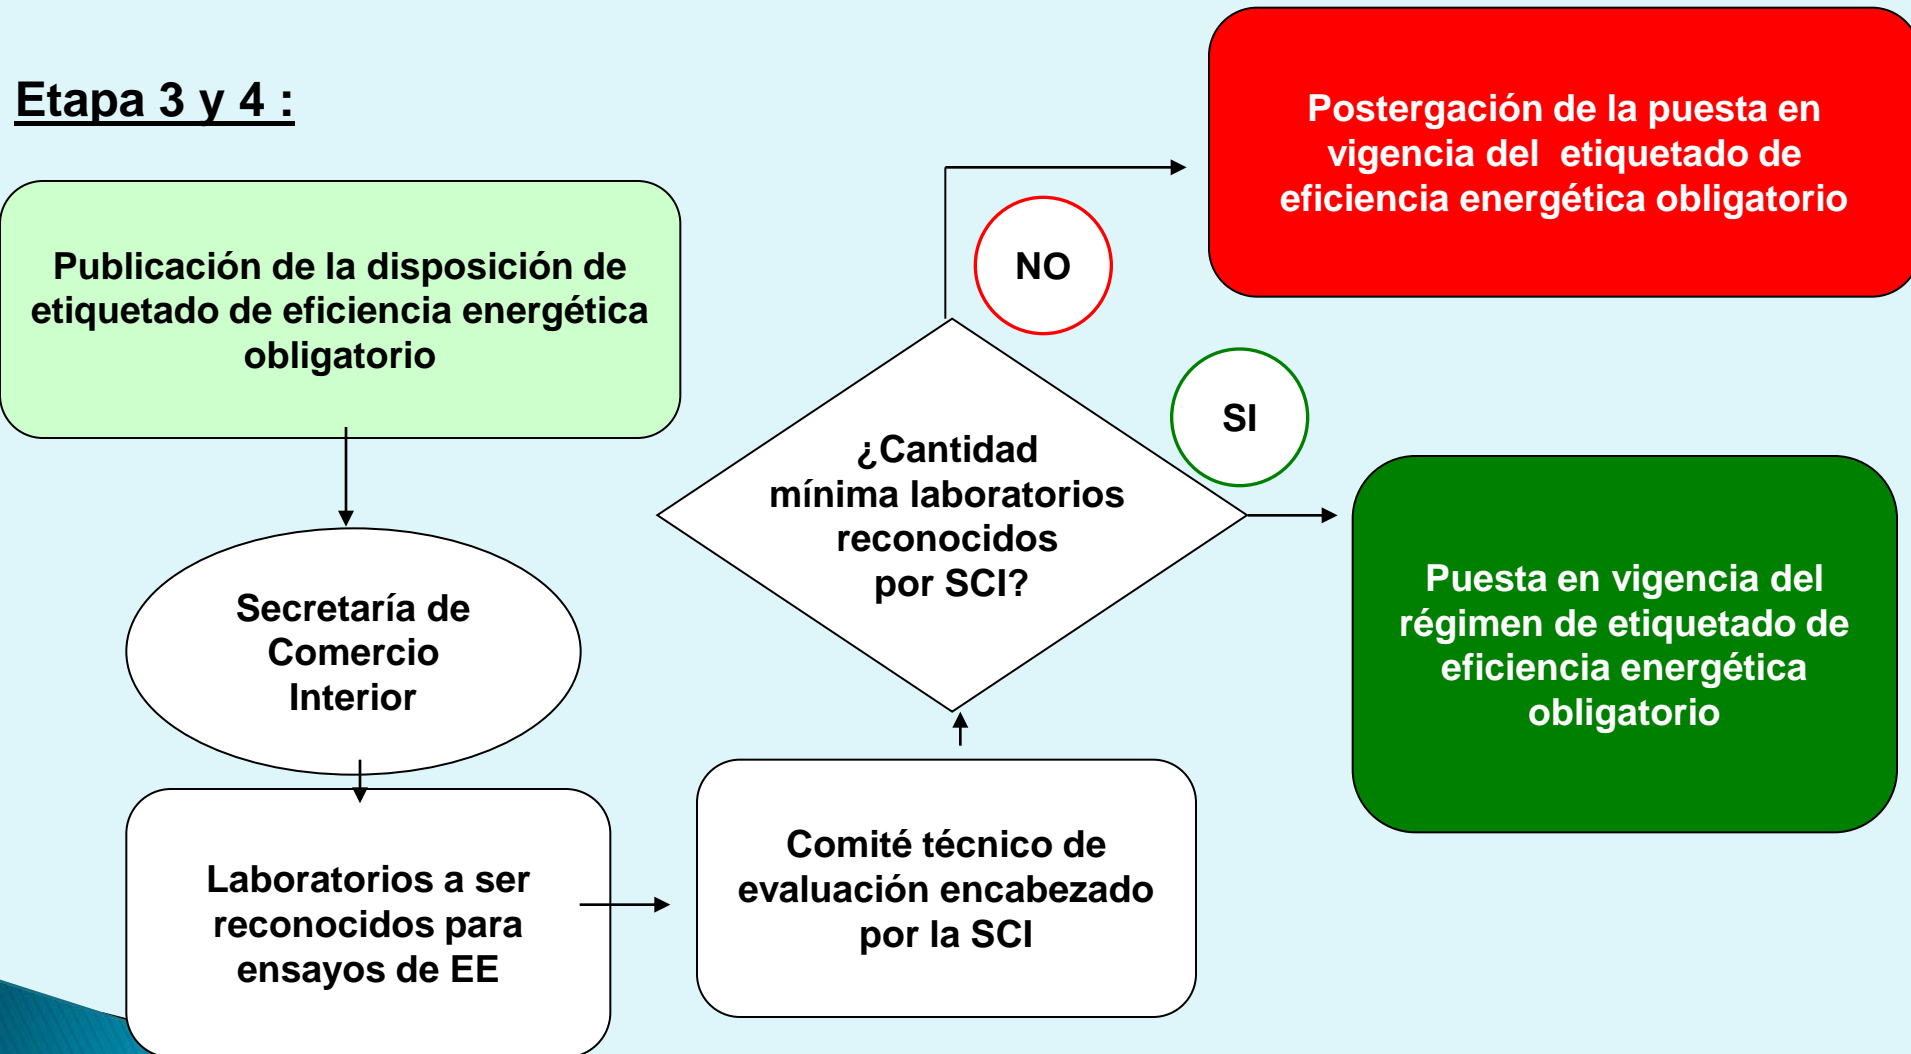 Etapa 3 y 4 :
Publicación de la disposición de
etiquetado de eficiencia energética
obligatorio
Secretaría de
Comercio
Interior
Laboratorios a ser
reconocidos para
ensayos de EE
Comité técnico de
evaluación encabezado
por la SCI
¿Cantidad
mínima laboratorios
reconocidos
por SCI?
NO
Postergación de la puesta en
vigencia del etiquetado de
eficiencia energética obligatorio
SI
Puesta en vigencia del
régimen de etiquetado de
eficiencia energética
obligatorio